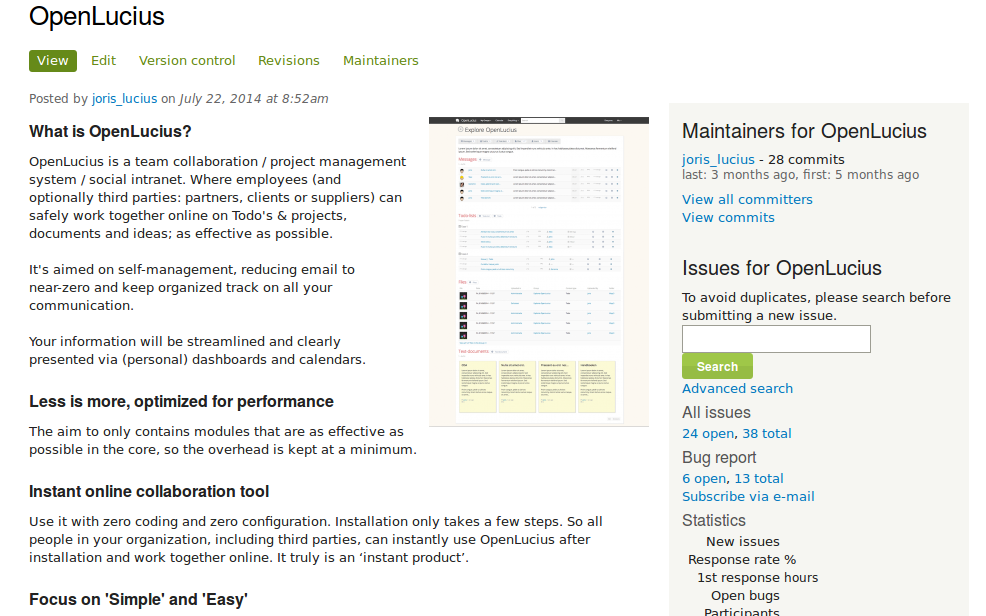 OpenLucius
View Edit Version control Revisions Maintainers
Posted by joris_lucius on July 22, 2014 at 8:52am
What is OpenLucius?
OpenLucius is a team collaboration / project management
system / social intranet. Where employees (and
optionally third parties: partners, clients or suppliers) can
safely work together online on Todo's & projects,
documents and ideas; as effective as possible.
It's aimed on self-management, reducing email to
near-zero and keep organized track on all your
communication.
Your information will be streamlined and clearly
presented via (personal) dashboards and calendars.
Less is more, optimized for performance
The aim to only contains modules that are as effective as
possible in the core, so the overhead is kept at a minimum.
Instant online collaboration tool
Use it with zero coding and zero configuration. Installation only takes a few steps. So all
people in your organization, including third parties, can instantly use OpenLucius after
installation and work together online. It truly is an ‘instant product’.
Focus on 'Simple' and 'Easy'
Explore OpenLucius
Messages
Files
Text documents
Maintainers for OpenLucius
joris_lucius - 28 commits
last: 3 months ago, first: 5 months ago
View all committers
View commits
Issues for OpenLucius
To avoid duplicates, please search before
submitting a new issue.
Search
Advanced search
All issues
24 open, 38 total
Bug report
6 open, 13 total
Subscribe via e-mail
Statistics
New issues
Response rate %
1st response hours
Open bugs
Participants